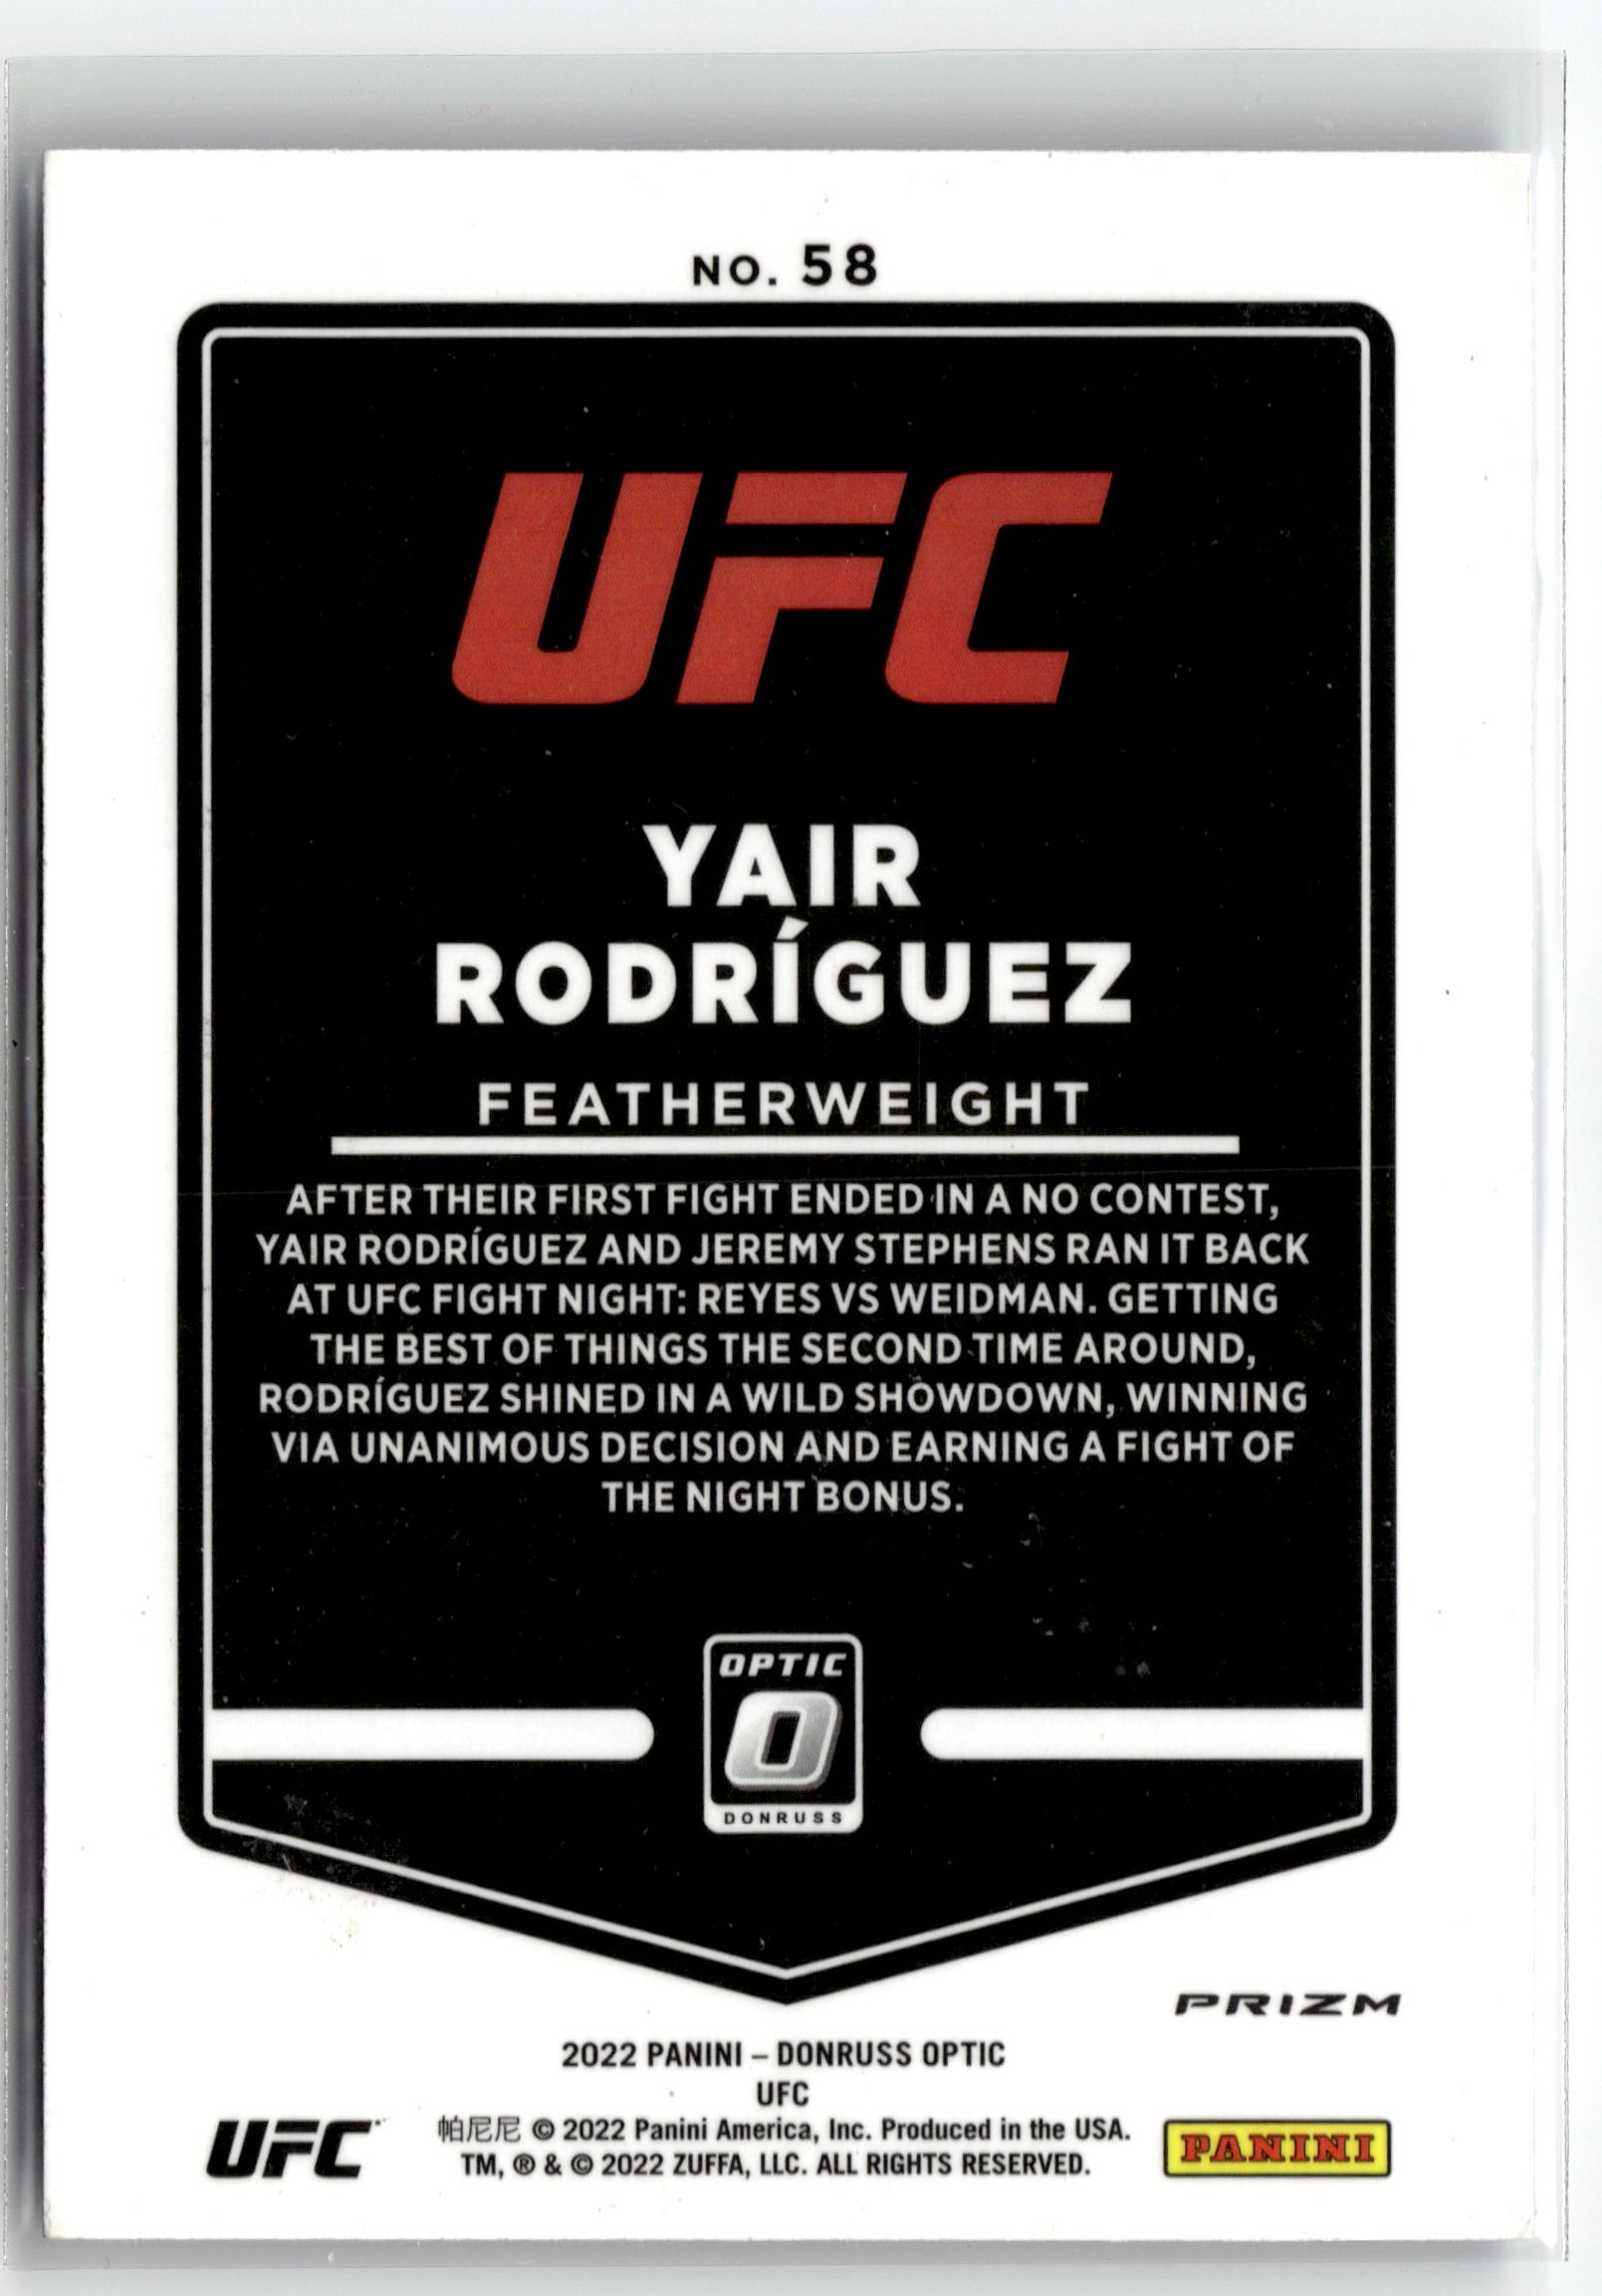 NO. 58
UFC
YAIR
RODRÍGUEZ
FEATHERWEIGHT
AFTER THEIR FIRST FIGHT ENDED IN A NO CONTEST,
YAIR RODRÍGUEZ AND JEREMY STEPHENS RAN IT BACK
AT UFC FIGHT NIGHT: REYES VS WEIDMAN. GETTING
THE BEST OF THINGS THE SECOND TIME AROUND,
RODRÍGUEZ SHINED IN A WILD SHOWDOWN, WINNING
VIA UNANIMOUS DECISION AND EARNING A FIGHT OF
THE NIGHT BONUS.
OPTIC
O
DONRUSS
PRIZM
2022 PANINI – DONRUSS OPTIC
UFC
帕尼尼 © 2022 Panini America, Inc. Produced in the USA.
TM, ® & © 2022 ZUFFA, LLC. ALL RIGHTS RESERVED.
UFC
PANINI